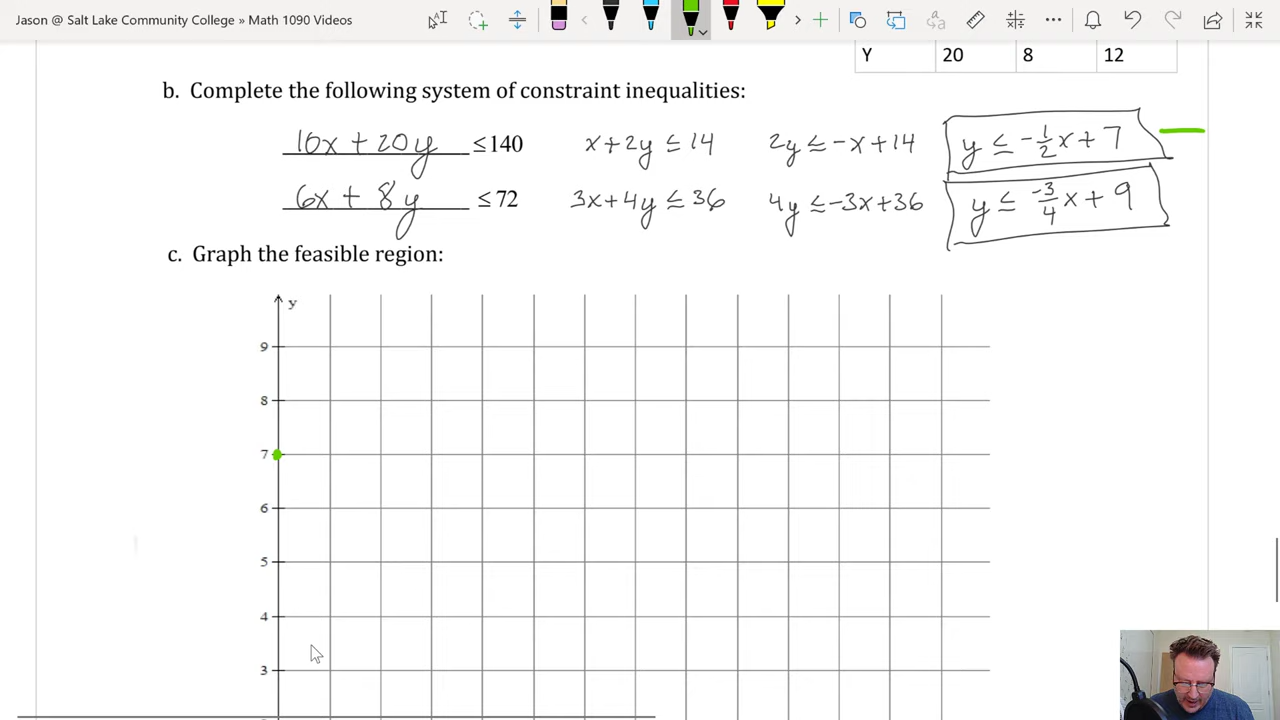 Jason @ Salt Lake Community College » Math 1090 Videos
Y 20 8 12
b. Complete the following system of constraint inequalities:
10x + 20y ≤140 x+2y ≤ 14 2y ≤ -x+14 y ≤ -1/2x+7
6x + 8y ≤ 72 3x+4y ≤ 36 4y ≤ -3x+36 y ≤ -3/4x+9
c. Graph the feasible region:
y
9
8
7
6
5
4
3